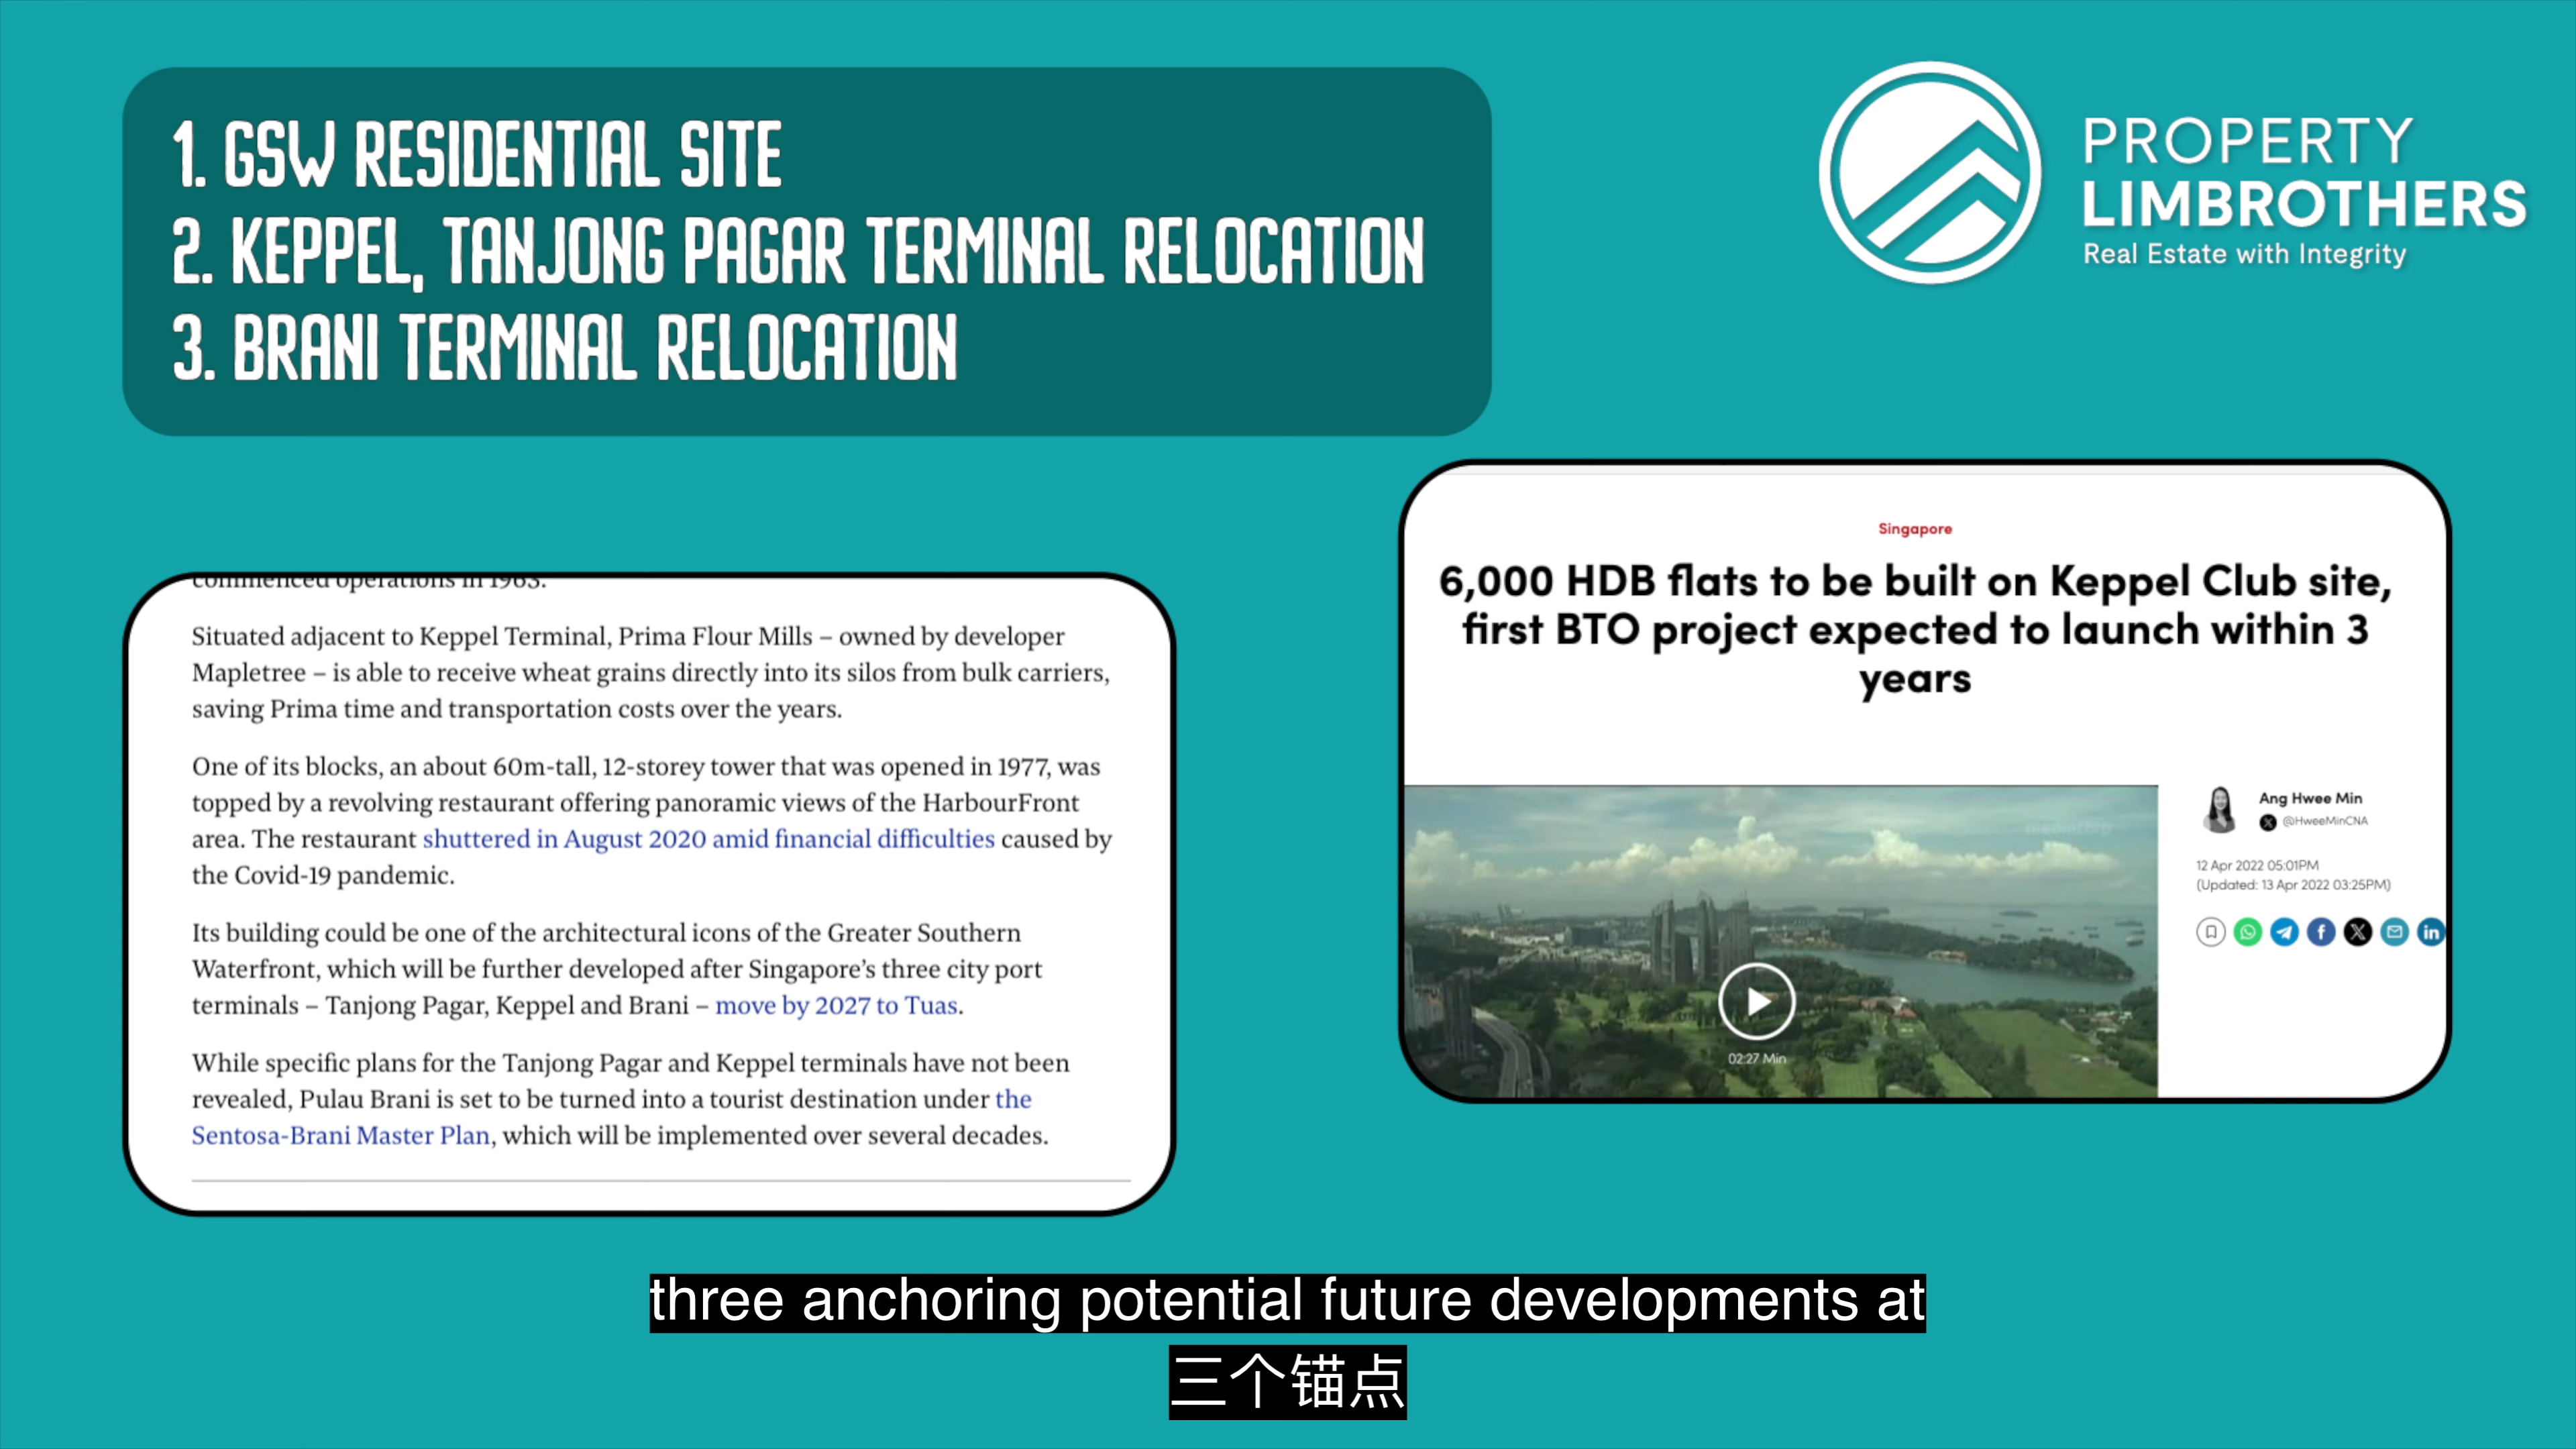 1. GSW RESIDENTIAL SITE
2. KEPPEL, TANJONG PAGAR TERMINAL RELOCATION
3. BRANI TERMINAL RELOCATION
PROPERTY
LIMBROTHERS
Real Estate with Integrity
commenced operations in 1963.
Situated adjacent to Keppel Terminal, Prima Flour Mills – owned by developer
Mapletree – is able to receive wheat grains directly into its silos from bulk carriers,
saving Prima time and transportation costs over the years.
One of its blocks, an about 60m-tall, 12-storey tower that was opened in 1977, was
topped by a revolving restaurant offering panoramic views of the HarbourFront
area. The restaurant shuttered in August 2020 amid financial difficulties caused by
the Covid-19 pandemic.
Its building could be one of the architectural icons of the Greater Southern
Waterfront, which will be further developed after Singapore’s three city port
terminals – Tanjong Pagar, Keppel and Brani – move by 2027 to Tuas.
While specific plans for the Tanjong Pagar and Keppel terminals have not been
revealed, Pulau Brani is set to be turned into a tourist destination under the
Sentosa-Brani Master Plan, which will be implemented over several decades.
Singapore
6,000 HDB flats to be built on Keppel Club site,
first BTO project expected to launch within 3
years
mediacorp
02:27 Min
Ang Hwee Min
@HweeMinCNA
12 Apr 2022 05:01PM
(Updated: 13 Apr 2022 03:25PM)
three anchoring potential future developments at
三个锚点